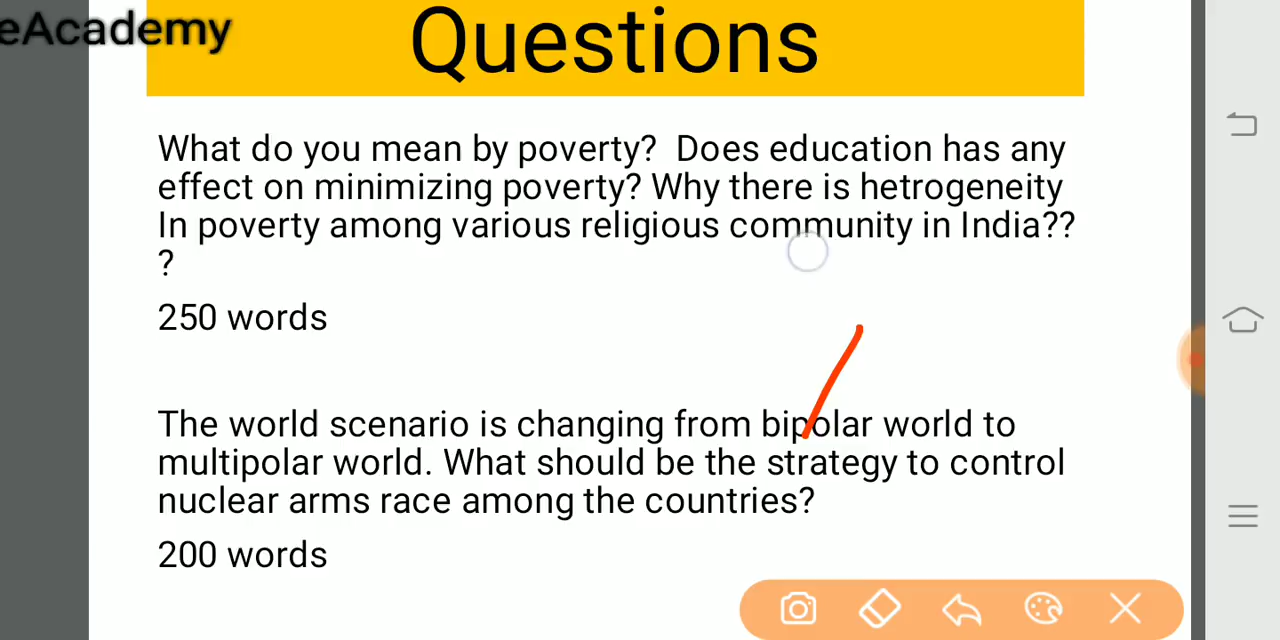 eAcademy
Questions
What do you mean by poverty? Does education has any
effect on minimizing poverty? Why there is hetrogeneity
In poverty among various religious community in India??
?
250 words
The world scenario is changing from bipolar world to
multipolar world. What should be the strategy to control
nuclear arms race among the countries?
200 words